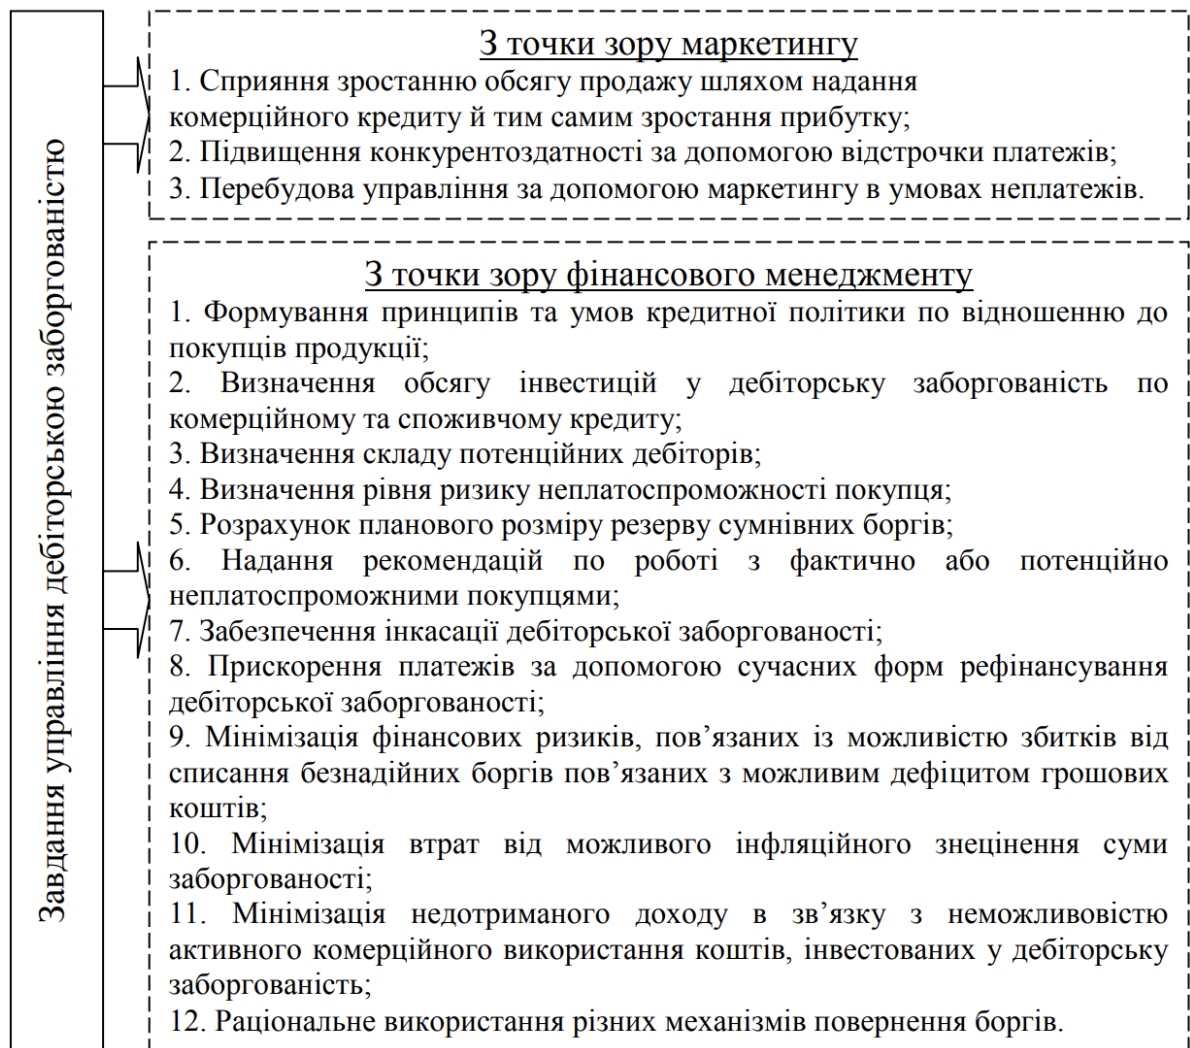 Завдання управління дебіторською заборгованістю
З точки зору маркетингу
1. Сприяння зростанню обсягу продажу шляхом надання
комерційного кредиту й тим самим зростання прибутку;
2. Підвищення конкурентоздатності за допомогою відстрочки платежів;
3. Перебудова управління за допомогою маркетингу в умовах неплатежів.
З точки зору фінансового менеджменту
1. Формування принципів та умов кредитної політики по відношенню до
покупців продукції;
2. Визначення обсягу інвестицій у дебіторську заборгованість по
комерційному та споживчому кредиту;
3. Визначення складу потенційних дебіторів;
4. Визначення рівня ризику неплатоспроможності покупця;
5. Розрахунок планового розміру резерву сумнівних боргів;
6. Надання рекомендацій по роботі з фактично або потенційно
неплатоспроможними покупцями;
7. Забезпечення інкасації дебіторської заборгованості;
8. Прискорення платежів за допомогою сучасних форм рефінансування
дебіторської заборгованості;
9. Мінімізація фінансових ризиків, пов’язаних із можливістю збитків від
списання безнадійних боргів пов’язаних з можливим дефіцитом грошових
коштів;
10. Мінімізація втрат від можливого інфляційного знецінення суми
заборгованості;
11. Мінімізація недотриманого доходу в зв’язку з неможливовістю
активного комерційного використання коштів, інвестованих у дебіторську
заборгованість;
12. Раціональне використання різних механізмів повернення боргів.